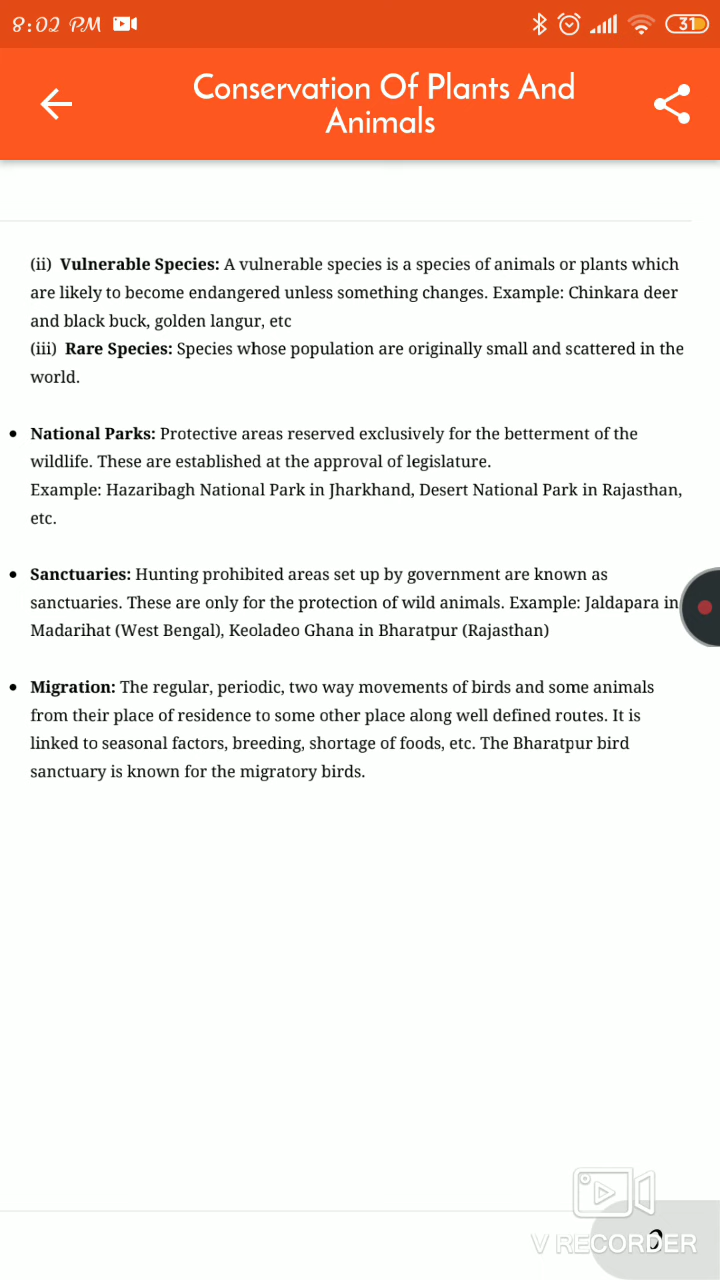 8:02 PM
31
Conservation Of Plants And
Animals
(ii) Vulnerable Species: A vulnerable species is a species of animals or plants which
are likely to become endangered unless something changes. Example: Chinkara deer
and black buck, golden langur, etc
(iii) Rare Species: Species whose population are originally small and scattered in the
world.
• National Parks: Protective areas reserved exclusively for the betterment of the
wildlife. These are established at the approval of legislature.
Example: Hazaribagh National Park in Jharkhand, Desert National Park in Rajasthan,
etc.
• Sanctuaries: Hunting prohibited areas set up by government are known as
sanctuaries. These are only for the protection of wild animals. Example: Jaldapara in
Madarihat (West Bengal), Keoladeo Ghana in Bharatpur (Rajasthan)
• Migration: The regular, periodic, two way movements of birds and some animals
from their place of residence to some other place along well defined routes. It is
linked to seasonal factors, breeding, shortage of foods, etc. The Bharatpur bird
sanctuary is known for the migratory birds.
V RECORDER